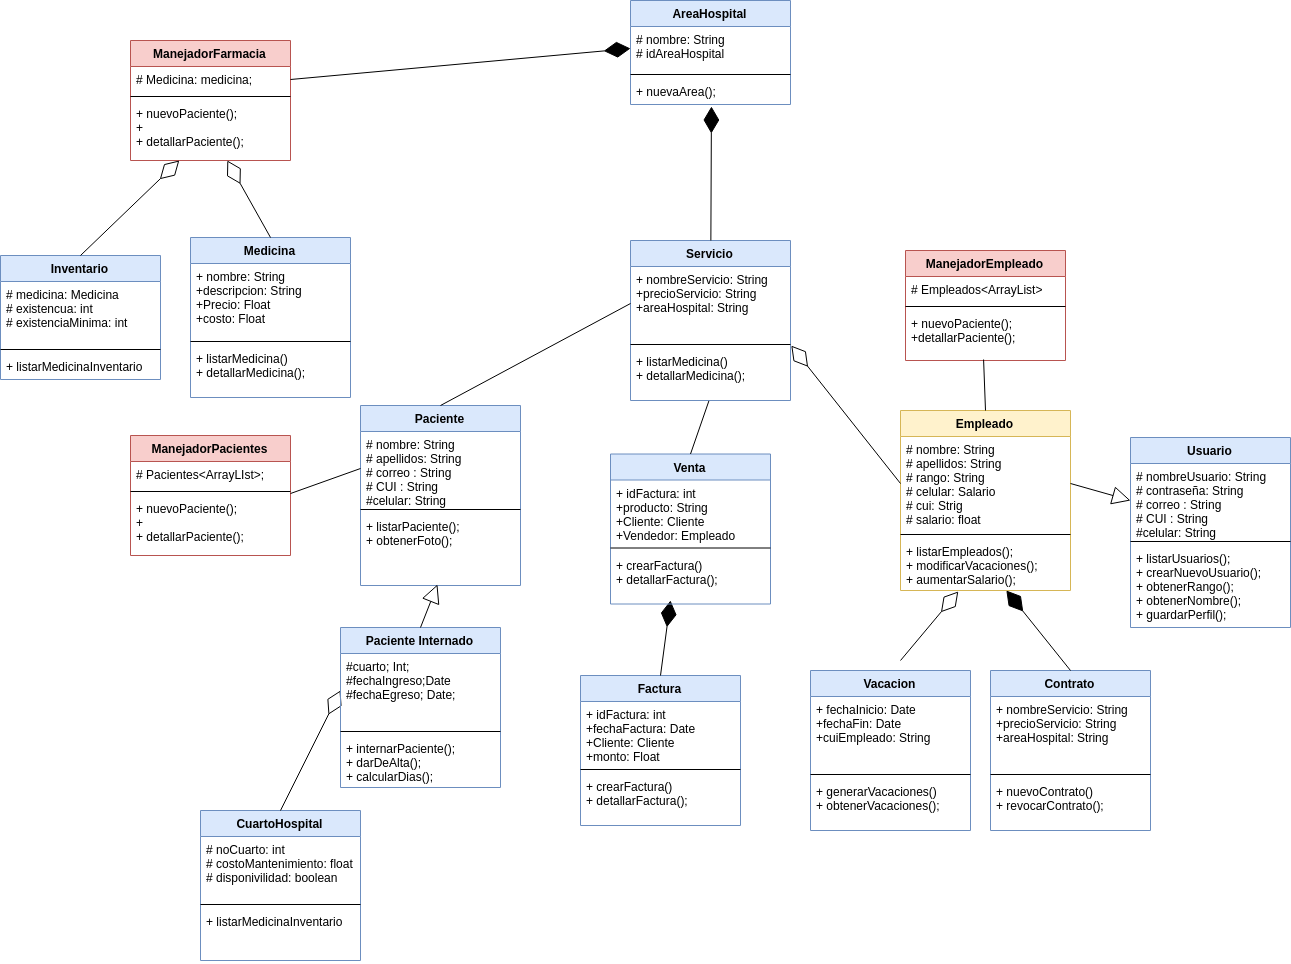 AreaHospital
# nombre: String
# idAreaHospital
+ nuevaArea();
ManejadorFarmacia
# Medicina: medicina;
+ nuevoPaciente();
+
+ detallarPaciente();
Inventario
# medicina: Medicina
# existencua: int
# existenciaMinima: int
+ listarMedicinaInventario
Medicina
+ nombre: String
+descripcion: String
+Precio: Float
+costo: Float
+ listarMedicina()
+ detallarMedicina();
Servicio
+ nombreServicio: String
+precioServicio: String
+areaHospital: String
+ listarMedicina()
+ detallarMedicina();
ManejadorEmpleado
# Empleados<ArrayList>
+ nuevoPaciente();
+detallarPaciente();
ManejadorPacientes
# Pacientes<ArrayLIst>;
+ nuevoPaciente();
+
+ detallarPaciente();
Paciente
# nombre: String
# apellidos: String
# correo : String
# CUI : String
#celular: String
+ listarPaciente();
+ obtenerFoto();
Venta
+ idFactura: int
+producto: String
+Cliente: Cliente
+Vendedor: Empleado
+ crearFactura()
+ detallarFactura();
Empleado
# nombre: String
# apellidos: String
# rango: String
# celular: Salario
# cui: Strig
# salario: float
+ listarEmpleados();
+ modificarVacaciones();
+ aumentarSalario();
Usuario
# nombreUsuario: String
# contraseña: String
# correo : String
# CUI : String
#celular: String
+ listarUsuarios();
+ crearNuevoUsuario();
+ obtenerRango();
+ obtenerNombre();
+ guardarPerfil();
Paciente Internado
#cuarto; Int;
#fechaIngreso;Date
#fechaEgreso; Date;
+ internarPaciente();
+ darDeAlta();
+ calcularDias();
Factura
+ idFactura: int
+fechaFactura: Date
+Cliente: Cliente
+monto: Float
+ crearFactura()
+ detallarFactura();
Vacacion
+ fechaInicio: Date
+fechaFin: Date
+cuiEmpleado: String
+ generarVacaciones()
+ obtenerVacaciones();
Contrato
+ nombreServicio: String
+precioServicio: String
+areaHospital: String
+ nuevoContrato()
+ revocarContrato();
CuartoHospital
# noCuarto: int
# costoMantenimiento: float
# disponivilidad: boolean
+ listarMedicinaInventario